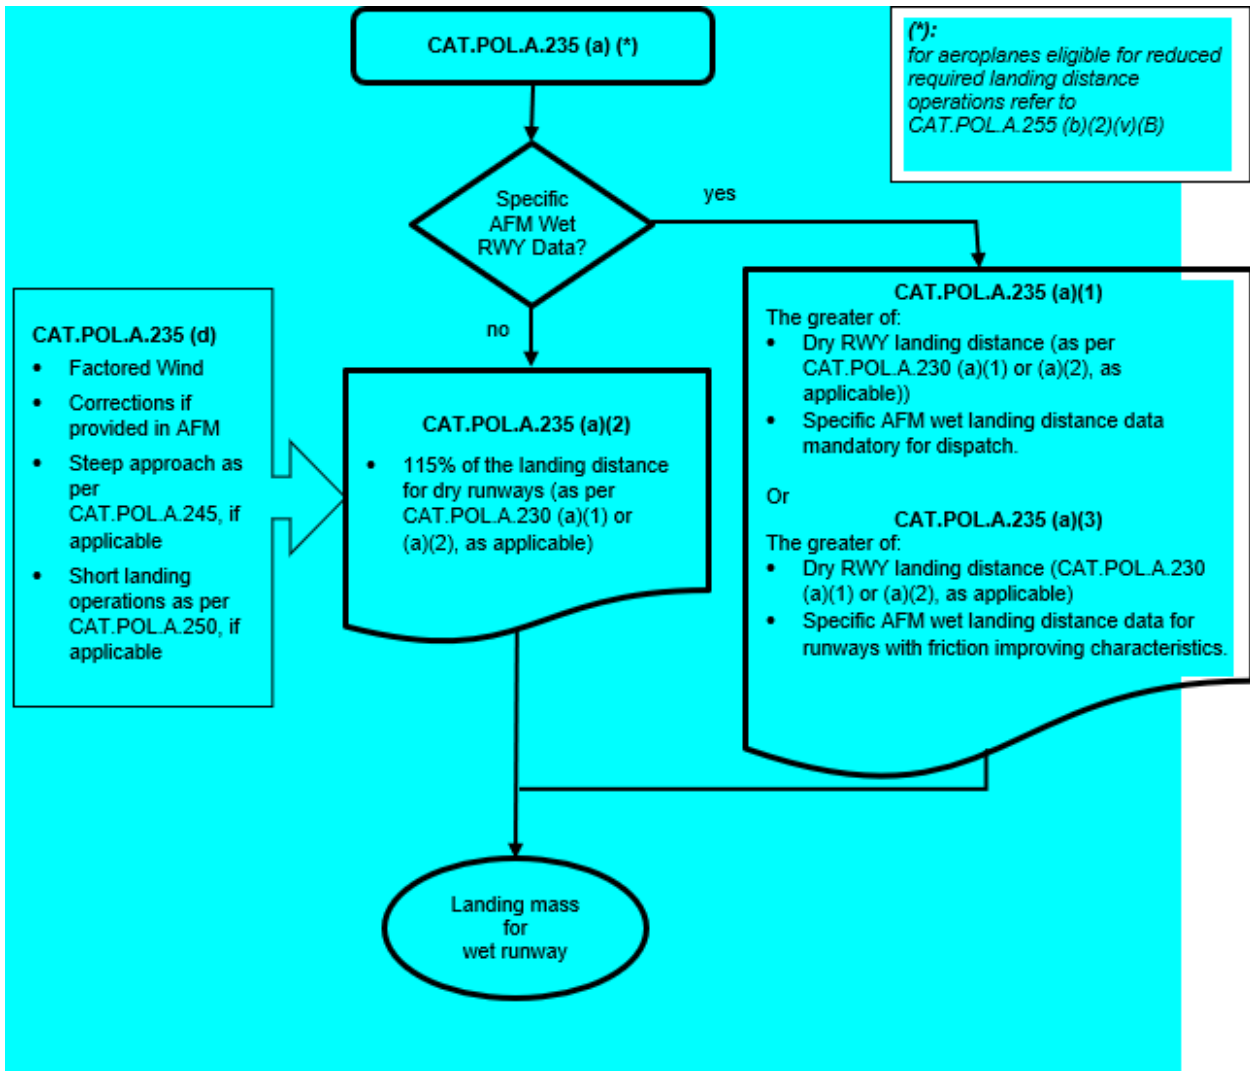 CAT.POL.A.235 (a) (*)
(*):
for aeroplanes eligible for reduced
required landing distance
operations refer to
CAT.POL.A.255 (b)(2)(v)(B)
Specific
AFM Wet
RWY Data?
yes
no
CAT.POL.A.235 (d)
• Factored Wind
• Corrections if
provided in AFM
• Steep approach as
per
CAT.POL.A.245, if
applicable
• Short landing
operations as per
CAT.POL.A.250, if
applicable
CAT.POL.A.235 (a)(2)
• 115% of the landing distance
for dry runways (as per
CAT.POL.A.230 (a)(1) or
(a)(2), as applicable)
CAT.POL.A.235 (a)(1)
The greater of:
• Dry RWY landing distance (as per
CAT.POL.A.230 (a)(1) or (a)(2), as
applicable))
• Specific AFM wet landing distance data
mandatory for dispatch.
Or
CAT.POL.A.235 (a)(3)
The greater of:
• Dry RWY landing distance (CAT.POL.A.230
(a)(1) or (a)(2), as applicable)
• Specific AFM wet landing distance data for
runways with friction improving characteristics.
Landing mass
for
wet runway